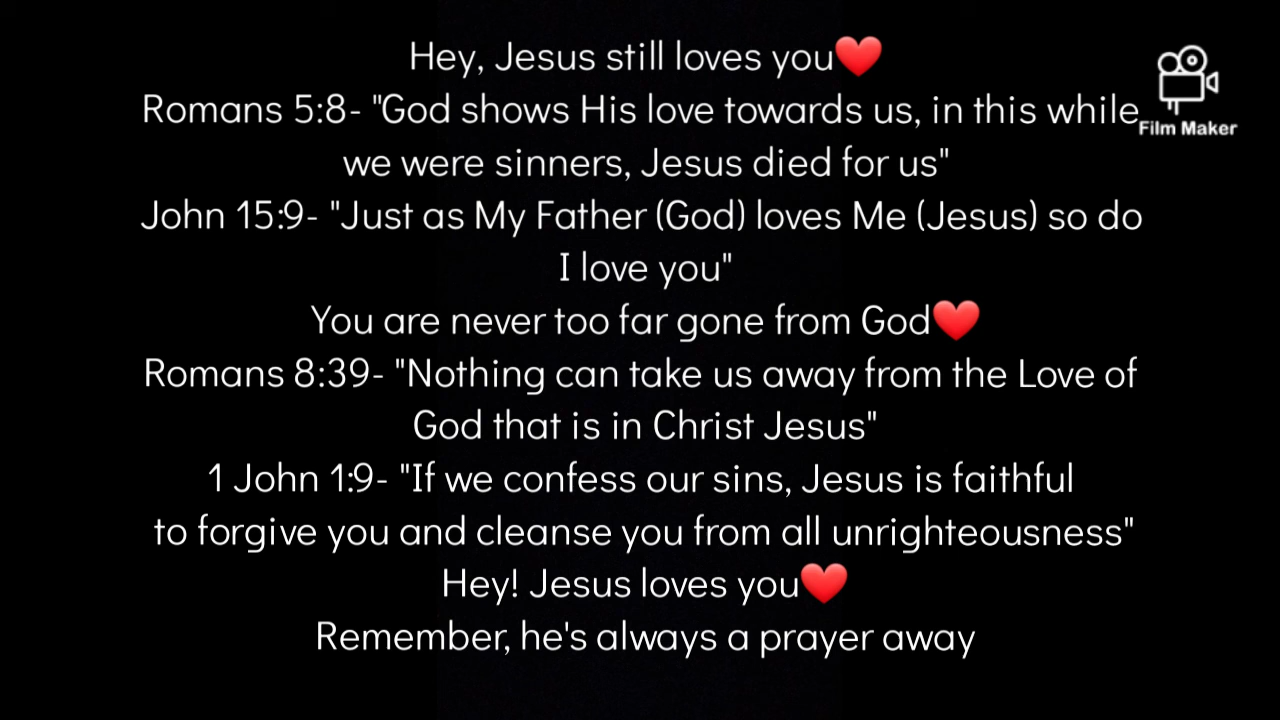 Hey, Jesus still loves you❤️
Romans 5:8- "God shows His love towards us, in this while
we were sinners, Jesus died for us"
John 15:9- "Just as My Father (God) loves Me (Jesus) so do
I love you"
You are never too far gone from God❤️
Romans 8:39- "Nothing can take us away from the Love of
God that is in Christ Jesus"
1 John 1:9- "If we confess our sins, Jesus is faithful
to forgive you and cleanse you from all unrighteousness"
Hey! Jesus loves you❤️
Remember, he's always a prayer away
Film Maker